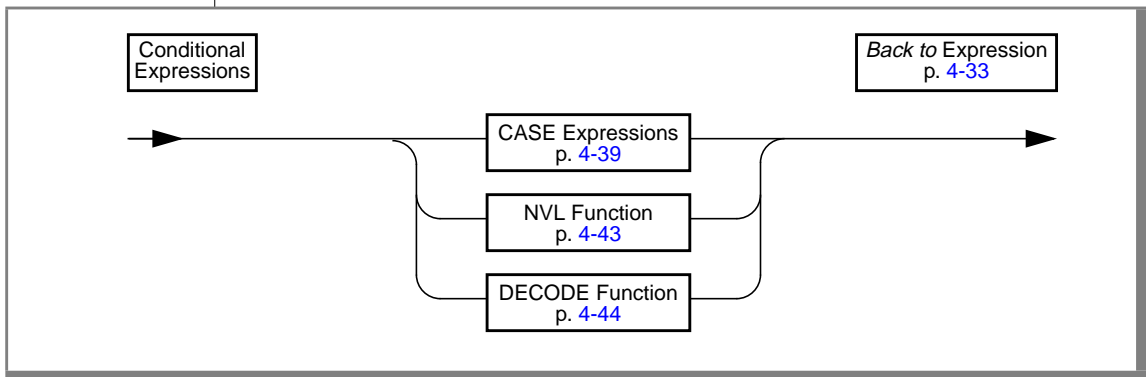 Conditional
Expressions
Back to Expression
p. 4-33
CASE Expressions
p. 4-39
NVL Function
p. 4-43
DECODE Function
p. 4-44